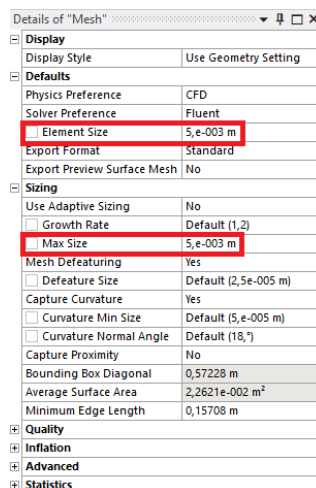 Details of "Mesh"
Display
Display Style Use Geometry Setting
Defaults
Physics Preference CFD
Solver Preference Fluent
Element Size 5,e-003 m
Export Format Standard
Export Preview Surface Mesh No
Sizing
Use Adaptive Sizing No
Growth Rate Default (1,2)
Max Size 5,e-003 m
Mesh Defeaturing Yes
Defeature Size Default (2,5e-005 m)
Capture Curvature Yes
Curvature Min Size Default (5,e-005 m)
Curvature Normal Angle Default (18,°)
Capture Proximity No
Bounding Box Diagonal 0,57228 m
Average Surface Area 2,2621e-002 m²
Minimum Edge Length 0,15708 m
Quality
Inflation
Advanced
Statistics